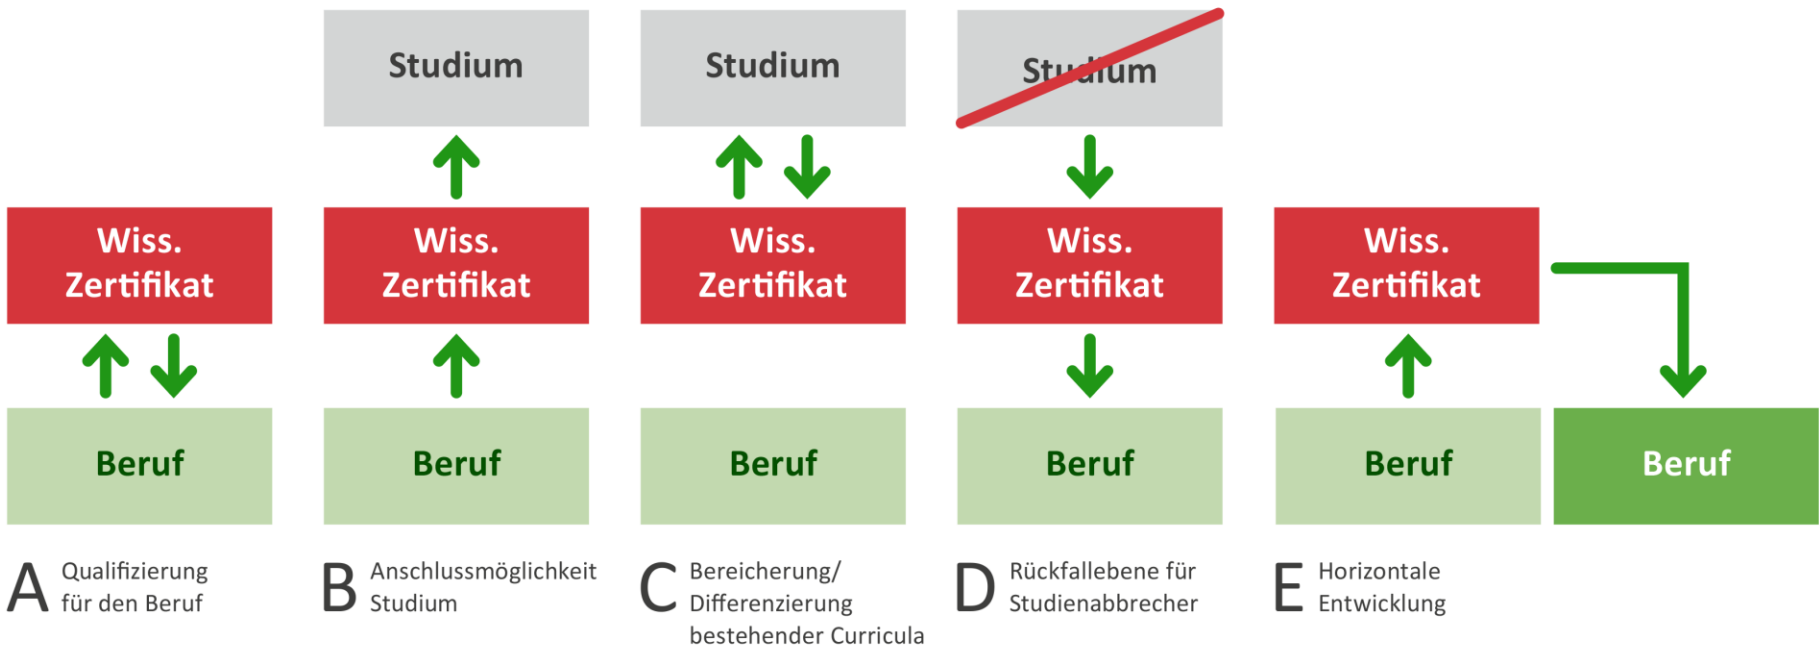 Studium
Studium
Studium
Wiss.
Zertifikat
Wiss.
Zertifikat
Wiss.
Zertifikat
Wiss.
Zertifikat
Wiss.
Zertifikat
Beruf
Beruf
Beruf
Beruf
Beruf
Beruf
A Qualifizierung
für den Beruf
B Anschlussmöglichkeit
Studium
C Bereicherung/
Differenzierung
bestehender Curricula
D Rückfallebene für
Studienabbrecher
E Horizontale
Entwicklung